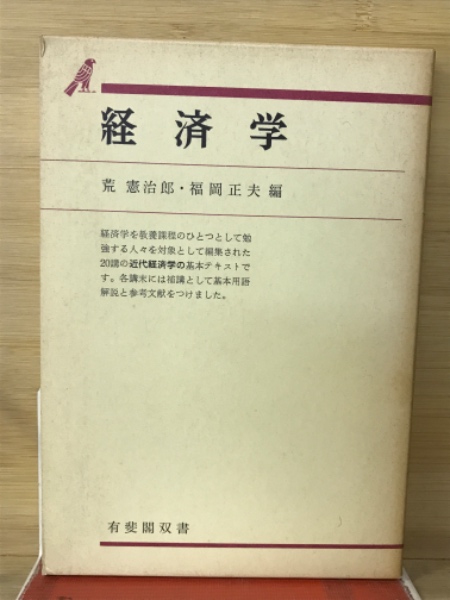 経済学
荒憲治郎・福岡正夫編
経済学を教養課程のひとつとして勉
強する人々を対象として編集された
20講の近代経済学の基本テキストで
す。各講末には補講として基本用語
解説と参考文献をつけました。
有斐閣双書